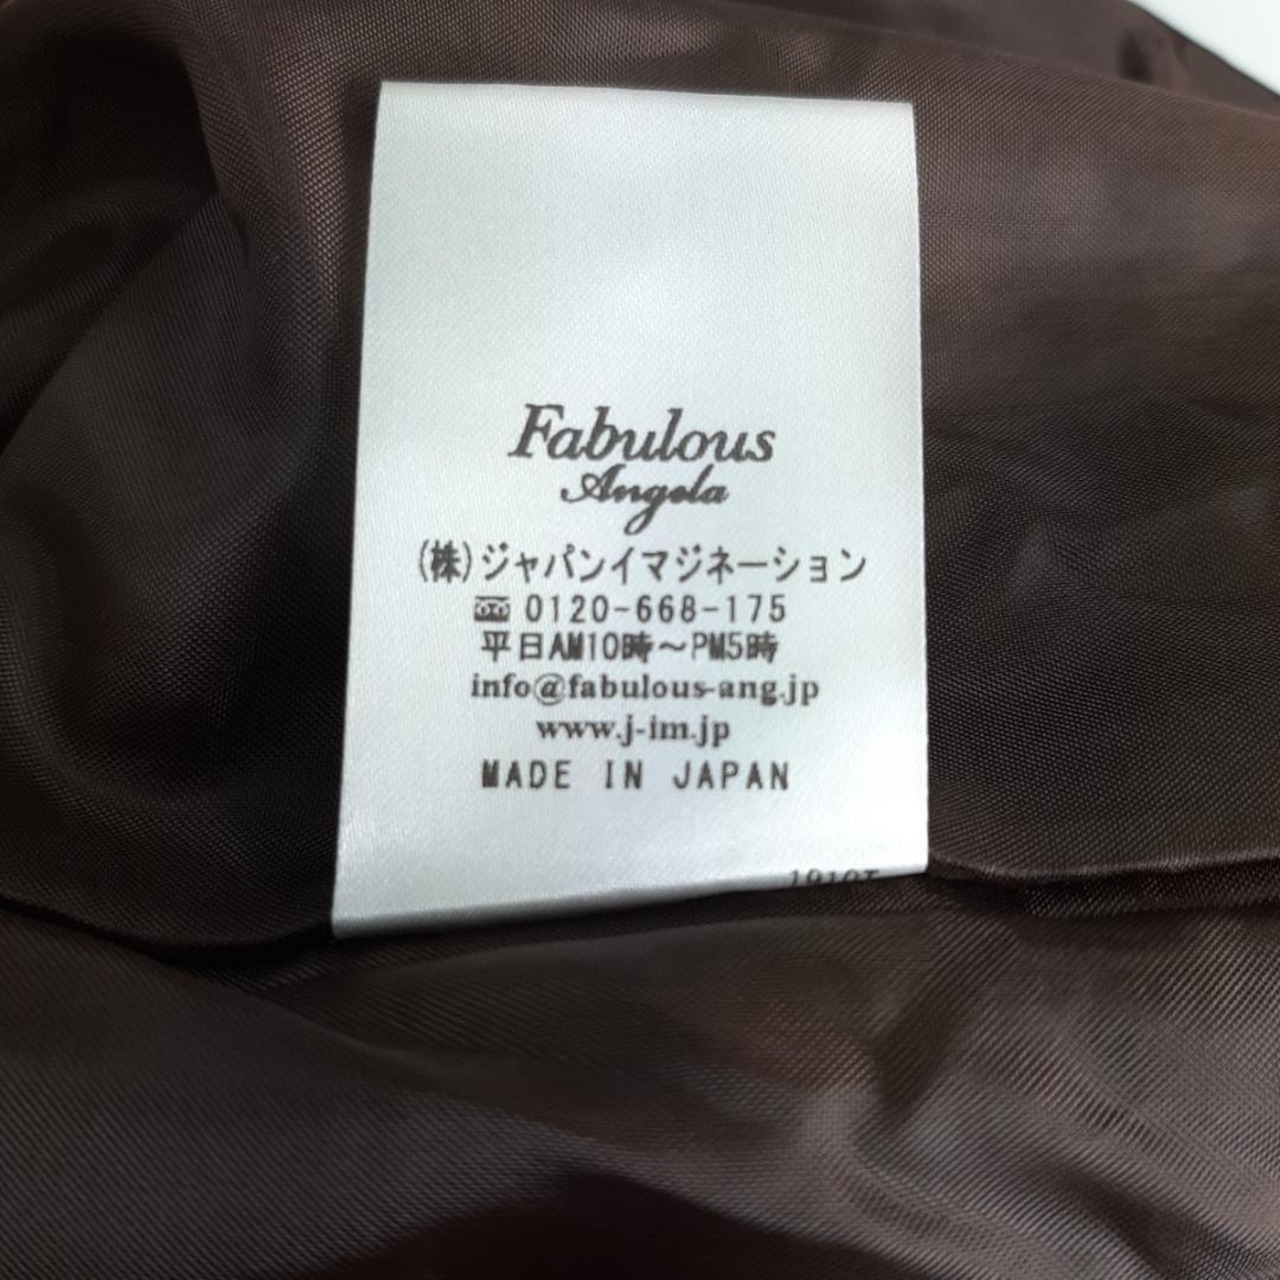 Fabulous
Angela
(株)ジャパンイマジネーション
0120-668-175
平日AM10時～PM5時
info@fabulous-ang.jp
www.j-im.jp
MADE IN JAPAN